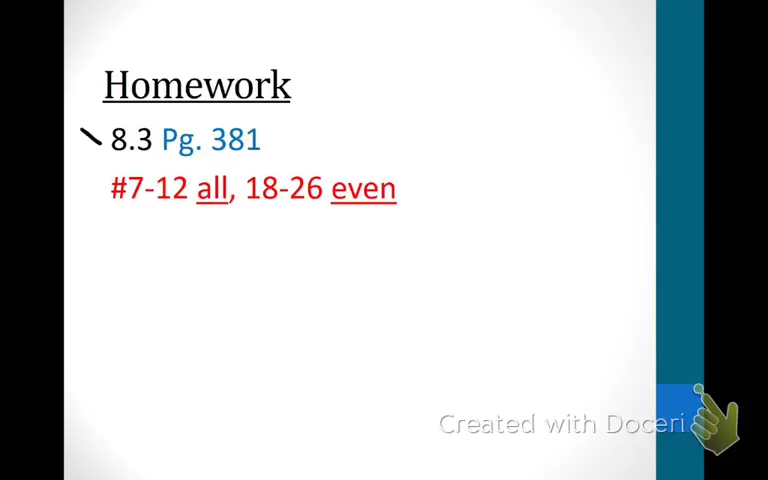 Homework
8.3 Pg. 381
#7-12 all, 18-26 even
Created with Doceri